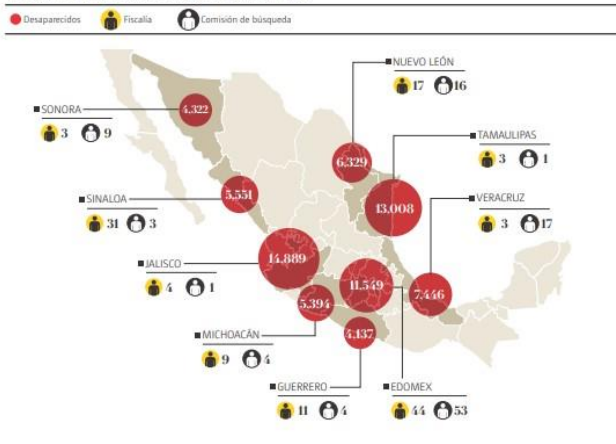 Desaparecidos Fiscalía Comisión de búsqueda
NUEVO LEÓN
17 16
SONORA
4,322
3 9
6,329
TAMAULIPAS
3 1
SINALOA
5,551
31 3
13,008
VERACRUZ
3 17
JALISCO
14,889
4 1
11,549
7,446
5,394
MICHOACÁN
9 4
4,137
GUERRERO
11 4
EDOMEX
44 53